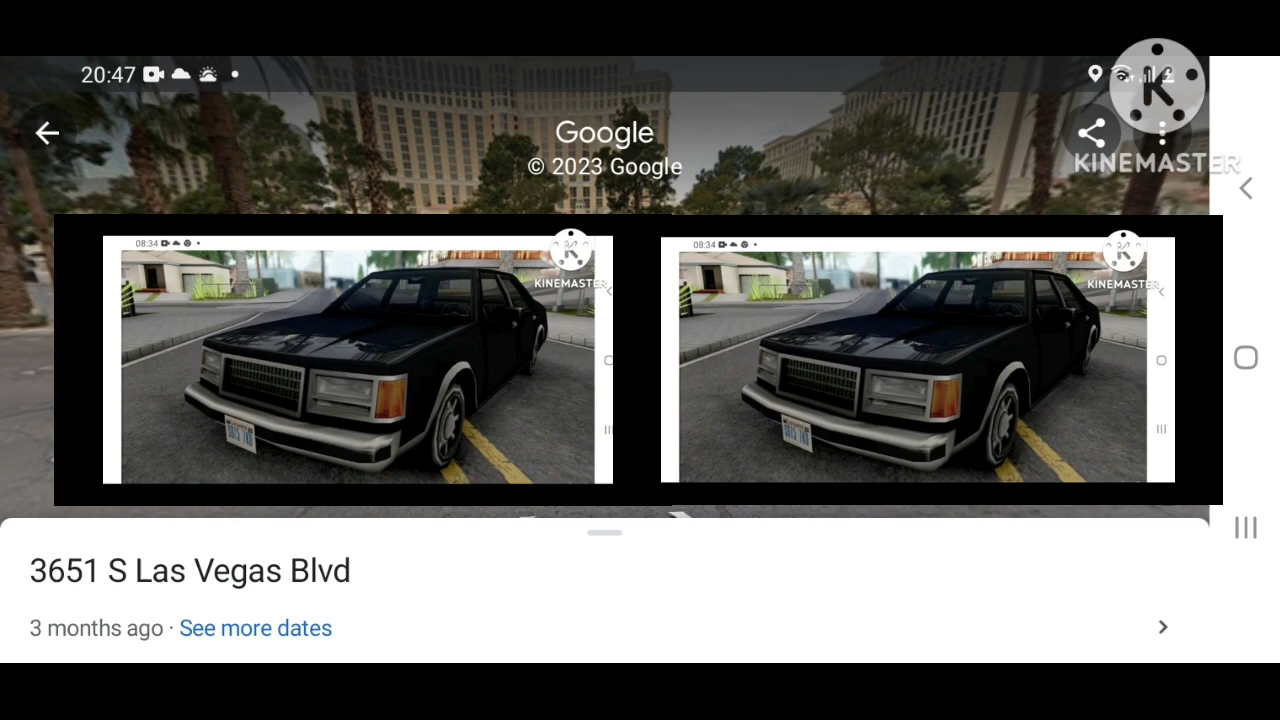 20:47
Google
© 2023 Google
KINEMASTER
08:34
KINEMASTER
08:34
KINEMASTER
3651 S Las Vegas Blvd
3 months ago · See more dates